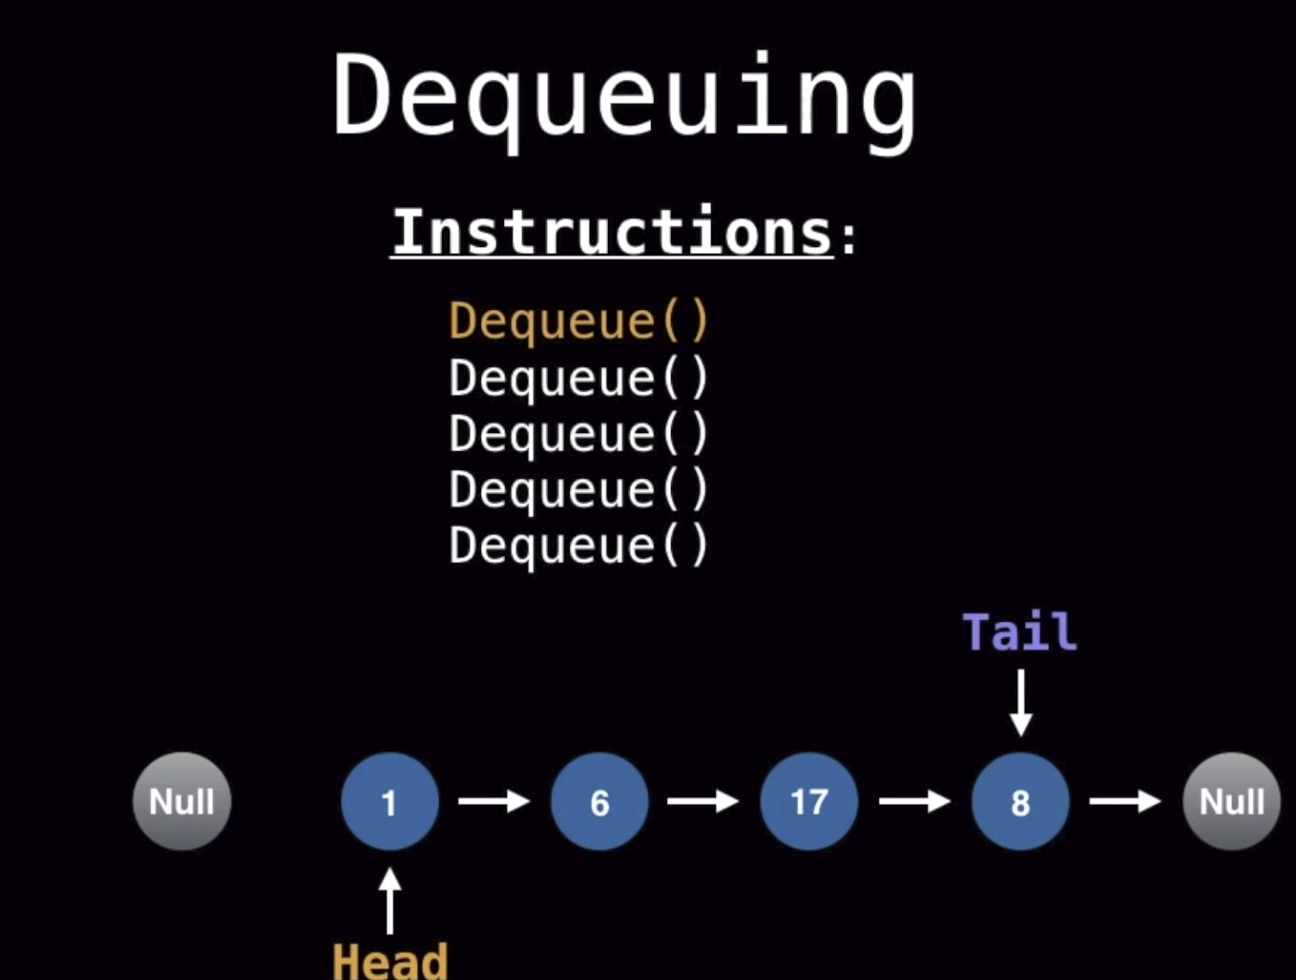 Dequeuing
Instructions:
Dequeue()
Dequeue()
Dequeue()
Dequeue()
Dequeue()
Tail
Null 1 6 17 8 Null
Head